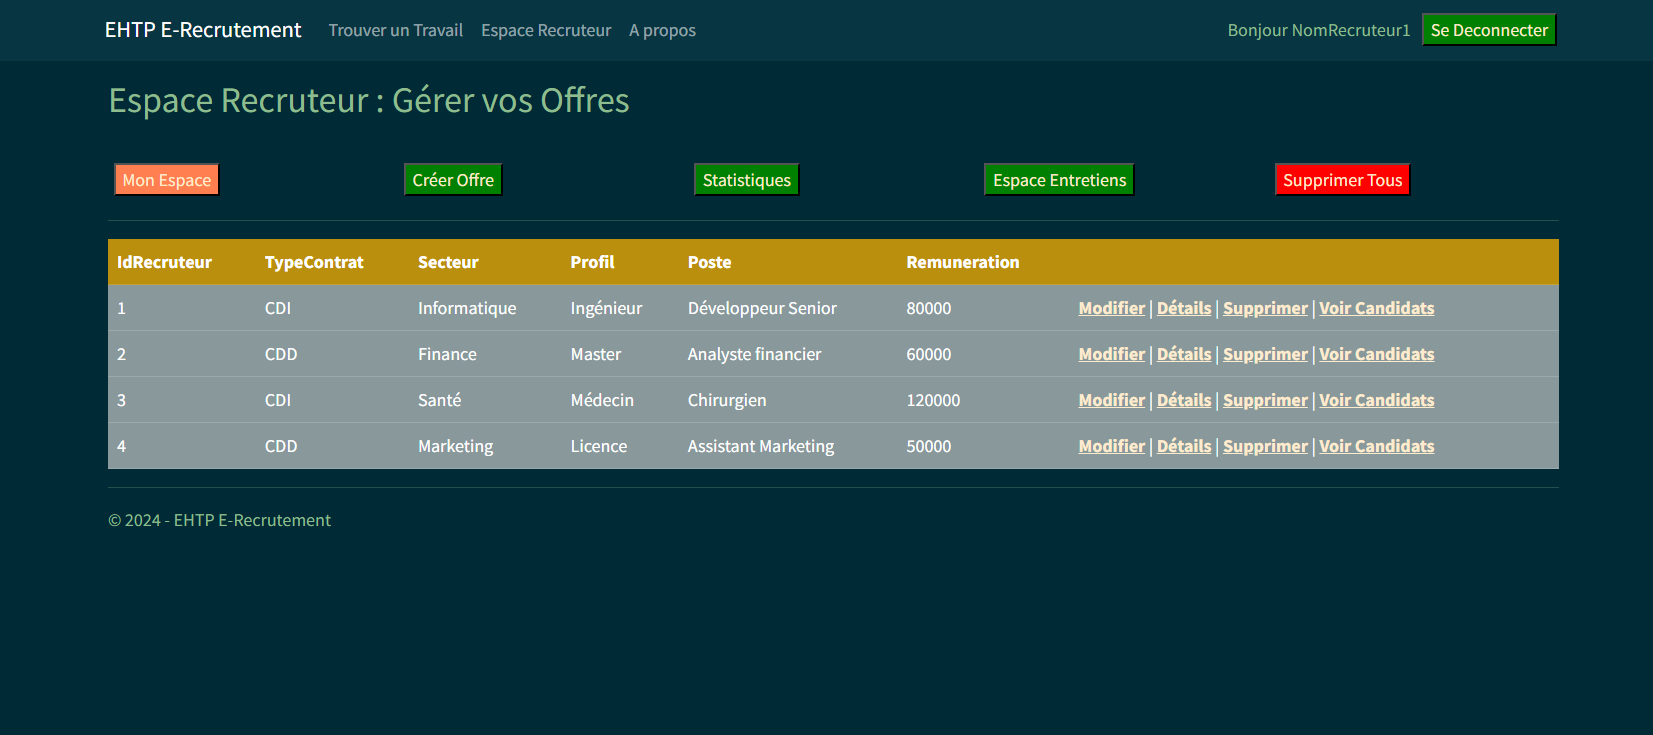 EHTP E-Recrutement Trouver un Travail Espace Recruteur A propos Bonjour NomRecruteur1 Se Deconnecter
Espace Recruteur : Gérer vos Offres
Mon Espace Créer Offre Statistiques Espace Entretiens Supprimer Tous
IdRecruteur TypeContrat Secteur Profil Poste Remuneration
1 CDI Informatique Ingénieur Développeur Senior 80000 Modifier | Détails | Supprimer | Voir Candidats
2 CDD Finance Master Analyste financier 60000 Modifier | Détails | Supprimer | Voir Candidats
3 CDI Santé Médecin Chirurgien 120000 Modifier | Détails | Supprimer | Voir Candidats
4 CDD Marketing Licence Assistant Marketing 50000 Modifier | Détails | Supprimer | Voir Candidats
© 2024 - EHTP E-Recrutement